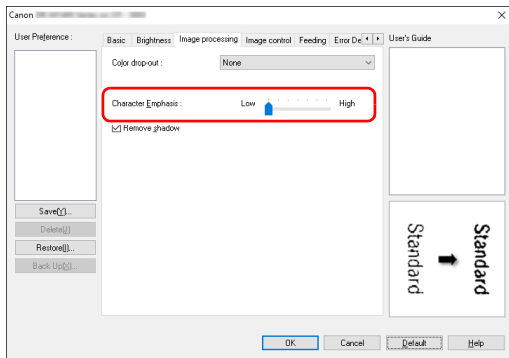 Canon
User Preference :
Basic Brightness Image processing Image control Feeding Error De
User's Guide
Color drop-out : None
Character Emphasis : Low High
Remove shadow
Save(Y)...
Delete(J)
Restore(I)...
Back Up(X)...
Standard
Standard
OK Cancel Default Help